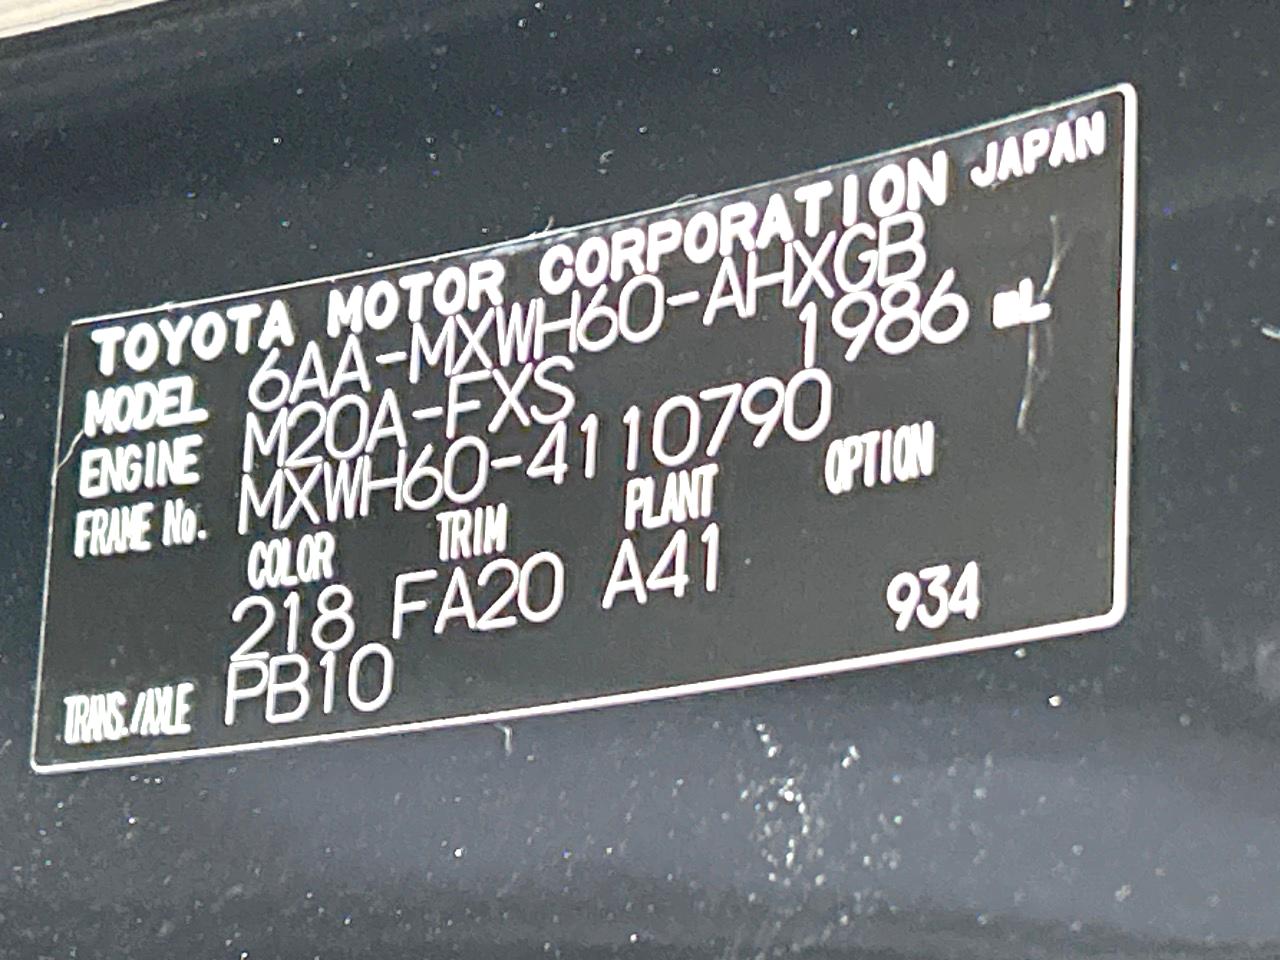 TOYOTA MOTOR CORPORATION JAPAN
MODEL 6AA-MXWH60-AHXGB
ENGINE M20A-FXS 1986 mL
FRAME No. MXWH60-4110790
COLOR TRIM PLANT OPTION
218 FA20 A41
TRANS./AXLE PB10 934